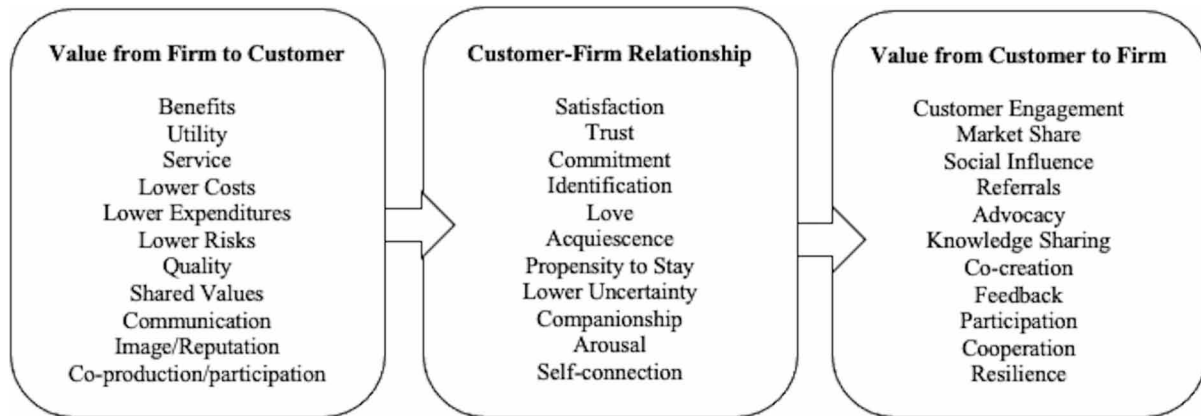 Value from Firm to Customer
Benefits
Utility
Service
Lower Costs
Lower Expenditures
Lower Risks
Quality
Shared Values
Communication
Image/Reputation
Co-production/participation
Customer-Firm Relationship
Satisfaction
Trust
Commitment
Identification
Love
Acquiescence
Propensity to Stay
Lower Uncertainty
Companionship
Arousal
Self-connection
Value from Customer to Firm
Customer Engagement
Market Share
Social Influence
Referrals
Advocacy
Knowledge Sharing
Co-creation
Feedback
Participation
Cooperation
Resilience